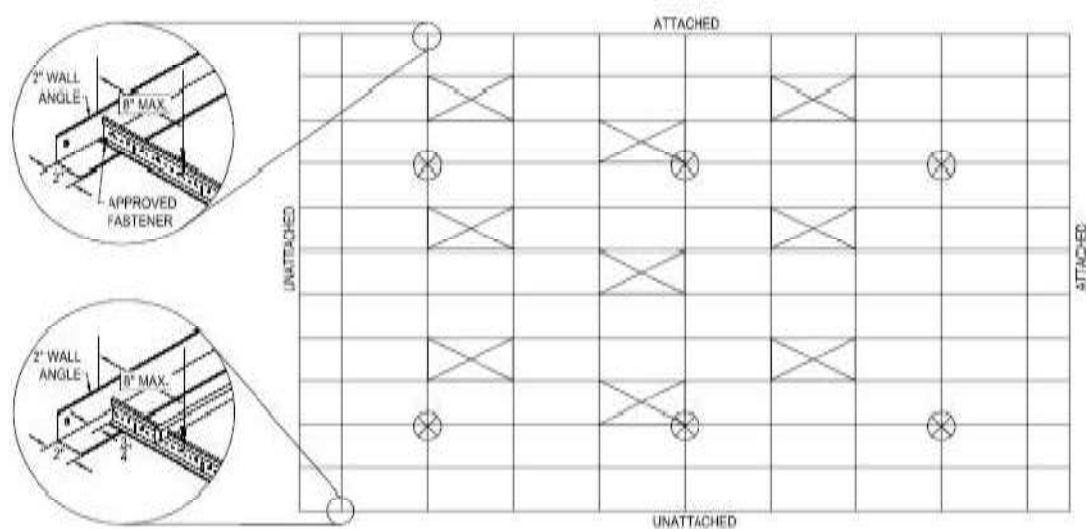 ATTACHED
2" WALL
ANGLE
8" MAX.
2"
APPROVED
FASTENER
UNATTACHED
ATTACHED
2" WALL
ANGLE
8" MAX.
2"
3"
4
UNATTACHED